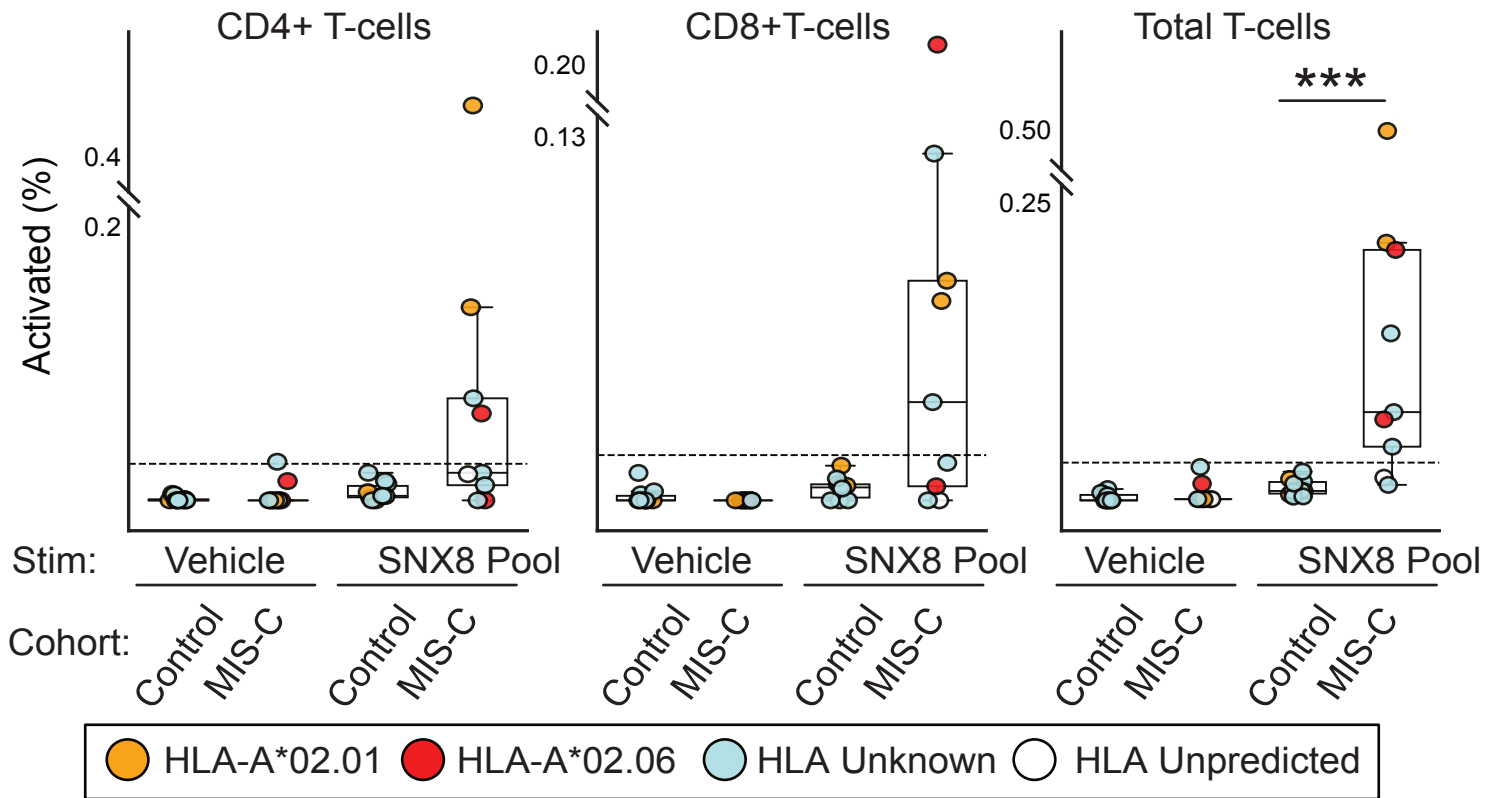 CD4+ T-cells
CD8+T-cells
Total T-cells
Activated (%)
0.4
0.2
0.20
0.13
0.50
0.25
***
Stim:
Vehicle
SNX8 Pool
Vehicle
SNX8 Pool
Vehicle
SNX8 Pool
Cohort:
Control
MIS-C
Control
MIS-C
Control
MIS-C
Control
MIS-C
Control
MIS-C
Control
MIS-C
HLA-A*02.01
HLA-A*02.06
HLA Unknown
HLA Unpredicted